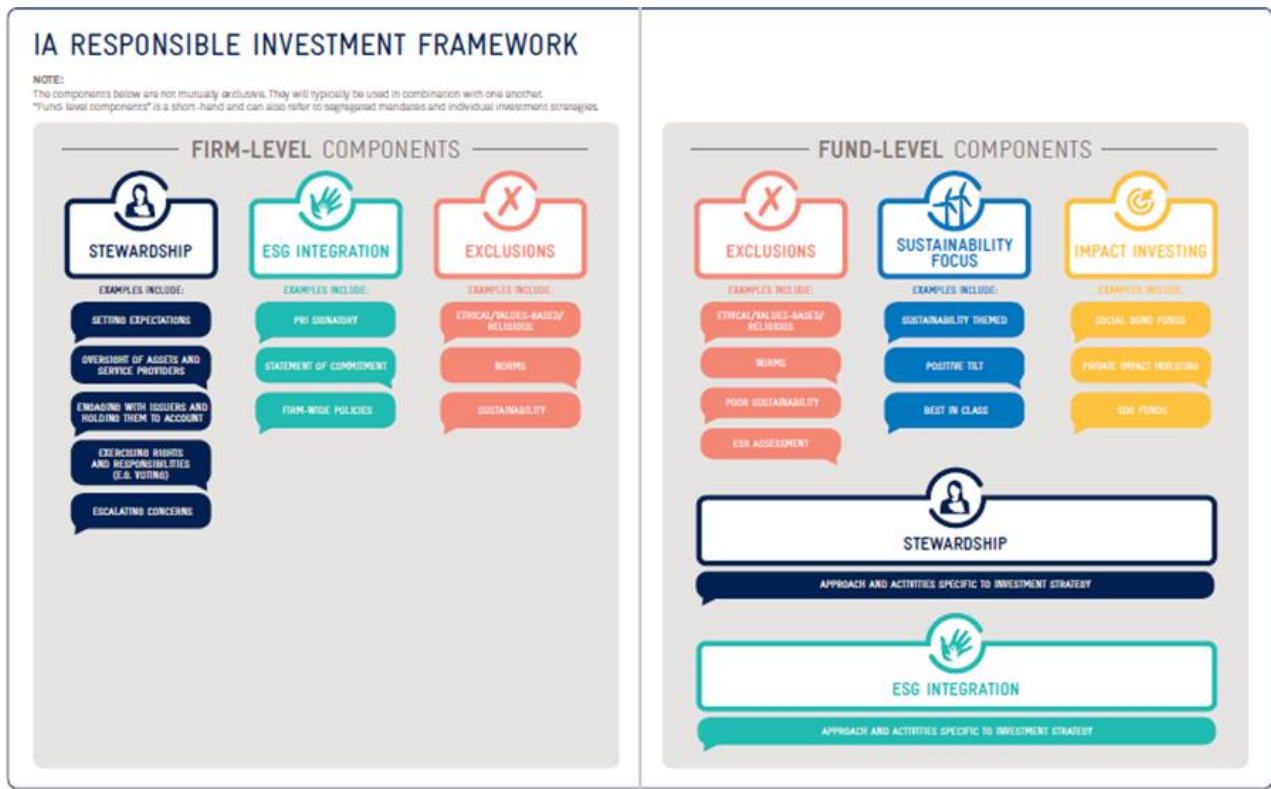 IA RESPONSIBLE INVESTMENT FRAMEWORK
NOTE:
The components below are not mutually exclusive. They will typically be used in combination with one another.
"Fund-level components" is a short-hand and can also refer to segregated mandates and individual investment strategies.
FIRM-LEVEL COMPONENTS
STEWARDSHIP
EXAMPLES INCLUDE:
SETTING EXPECTATIONS
OVERSIGHT OF ASSETS AND
SERVICE PROVIDERS
ENGAGING WITH ISSUERS AND
HOLDING THEM TO ACCOUNT
EXERCISING RIGHTS
AND RESPONSIBILITIES
(E.G. VOTING)
ESCALATING CONCERNS
ESG INTEGRATION
EXAMPLES INCLUDE:
PRI SIGNATORY
STATEMENT OF COMMITMENT
FIRM-WIDE POLICIES
EXCLUSIONS
EXAMPLES INCLUDE:
ETHICAL/VALUES-BASED/
RELIGIOUS
NORMS
SUSTAINABILITY
FUND-LEVEL COMPONENTS
EXCLUSIONS
EXAMPLES INCLUDE:
ETHICAL/VALUES-BASED/
RELIGIOUS
NORMS
POOR SUSTAINABILITY
ESG ASSESSMENT
SUSTAINABILITY
FOCUS
EXAMPLES INCLUDE:
SUSTAINABILITY THEMED
POSITIVE TILT
BEST IN CLASS
IMPACT INVESTING
EXAMPLES INCLUDE:
SOCIAL BOND FUNDS
PRIVATE IMPACT INVESTING
SDG FUNDS
STEWARDSHIP
APPROACH AND ACTIVITIES SPECIFIC TO INVESTMENT STRATEGY
ESG INTEGRATION
APPROACH AND ACTIVITIES SPECIFIC TO INVESTMENT STRATEGY